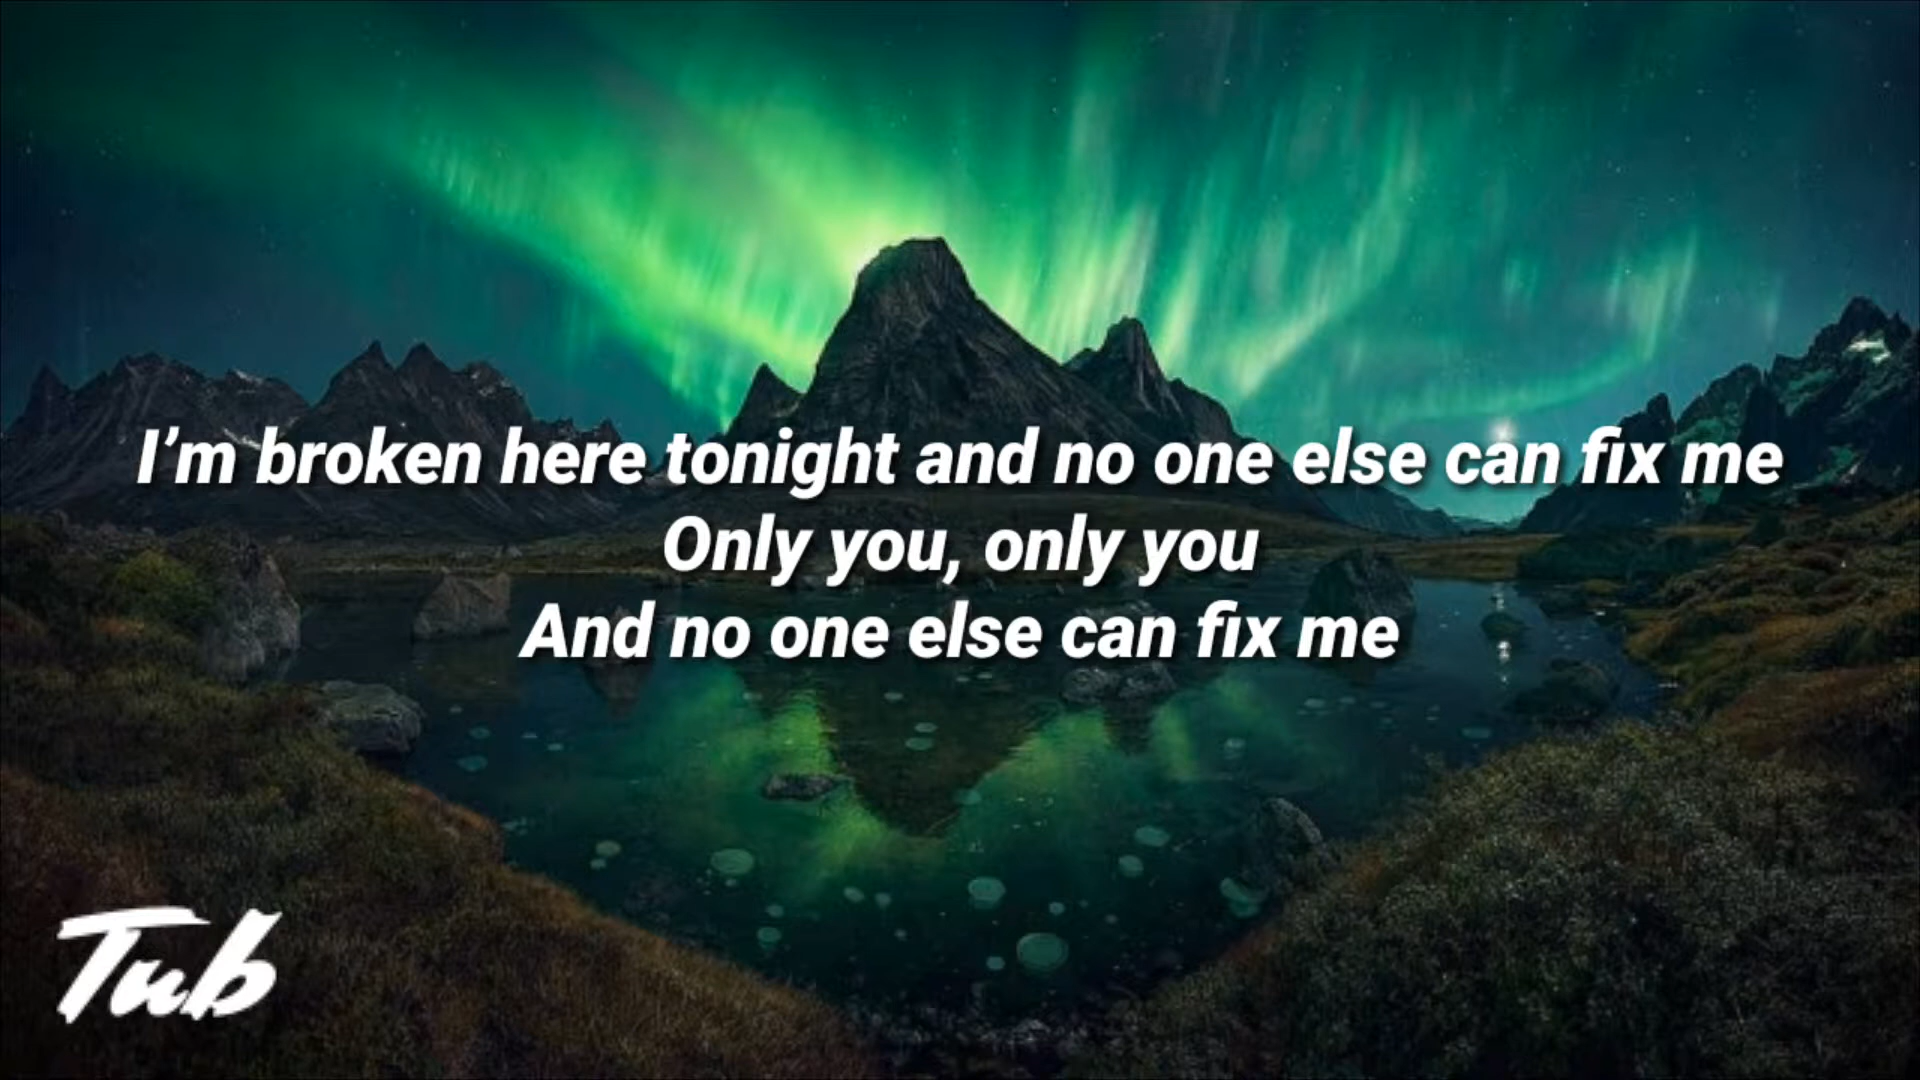 I’m broken here tonight and no one else can fix me
Only you, only you
And no one else can fix me
Tub